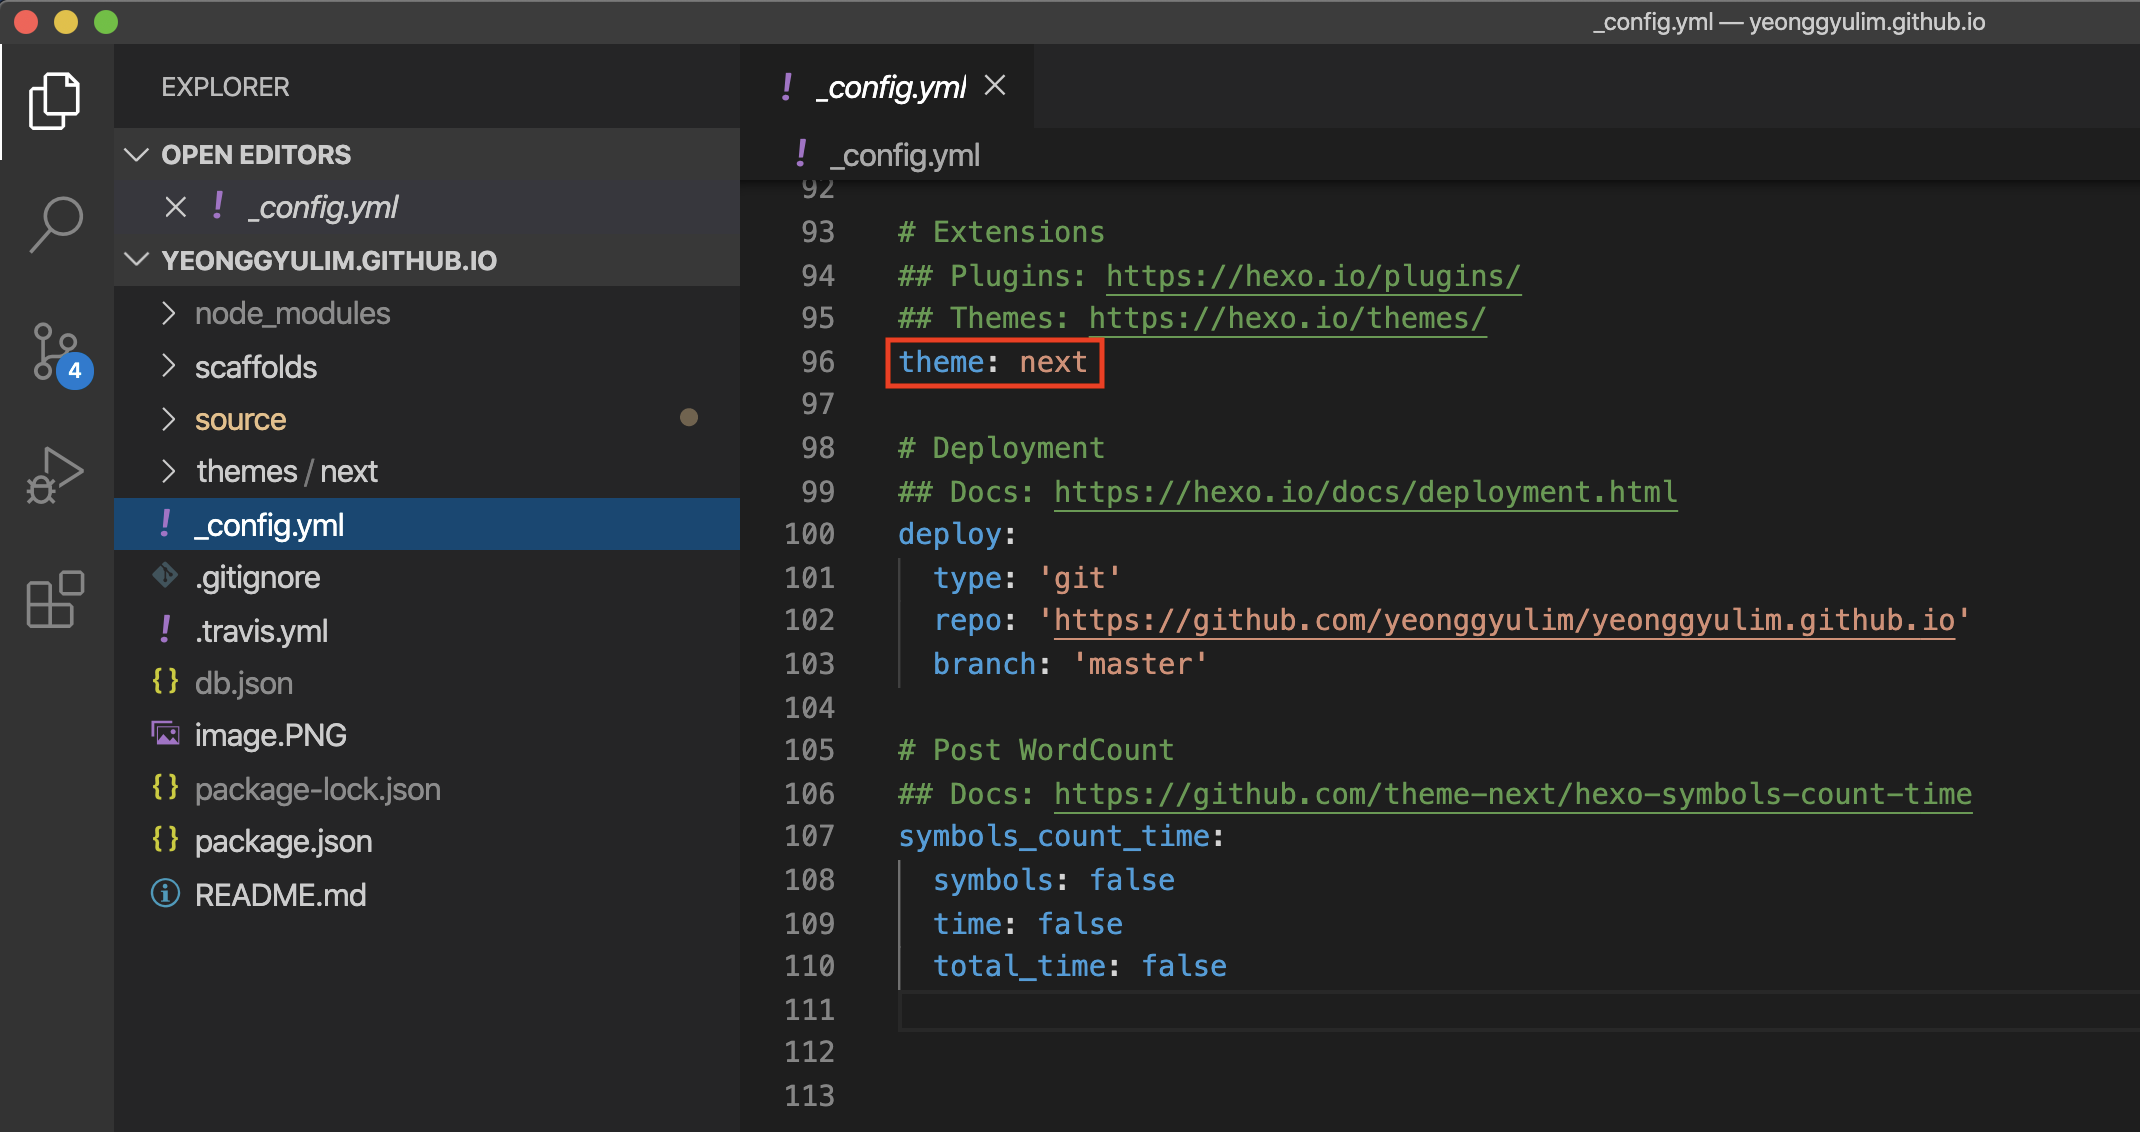 _config.yml — yeonggyulim.github.io
EXPLORER
OPEN EDITORS
! _config.yml
YEONGGYULIM.GITHUB.IO
node_modules
scaffolds
source
themes / next
! _config.yml
.gitignore
! .travis.yml
{} db.json
image.PNG
{} package-lock.json
{} package.json
README.md
4
! _config.yml
! _config.yml
92
93 # Extensions
94 ## Plugins: https://hexo.io/plugins/
95 ## Themes: https://hexo.io/themes/
96 theme: next
97
98 # Deployment
99 ## Docs: https://hexo.io/docs/deployment.html
100 deploy:
101 type: 'git'
102 repo: 'https://github.com/yeonggyulim/yeonggyulim.github.io'
103 branch: 'master'
104
105 # Post WordCount
106 ## Docs: https://github.com/theme-next/hexo-symbols-count-time
107 symbols_count_time:
108 symbols: false
109 time: false
110 total_time: false
111
112
113